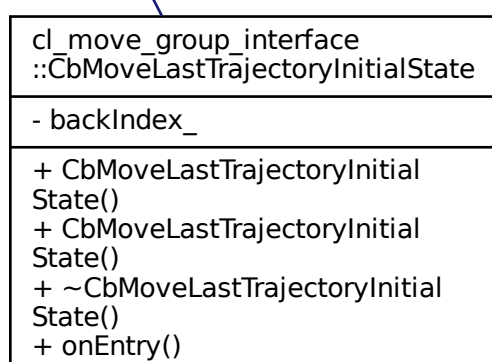 cl_move_group_interface
::CbMoveLastTrajectoryInitialState
- backIndex_
+ CbMoveLastTrajectoryInitial
State()
+ CbMoveLastTrajectoryInitial
State()
+ ~CbMoveLastTrajectoryInitial
State()
+ onEntry()